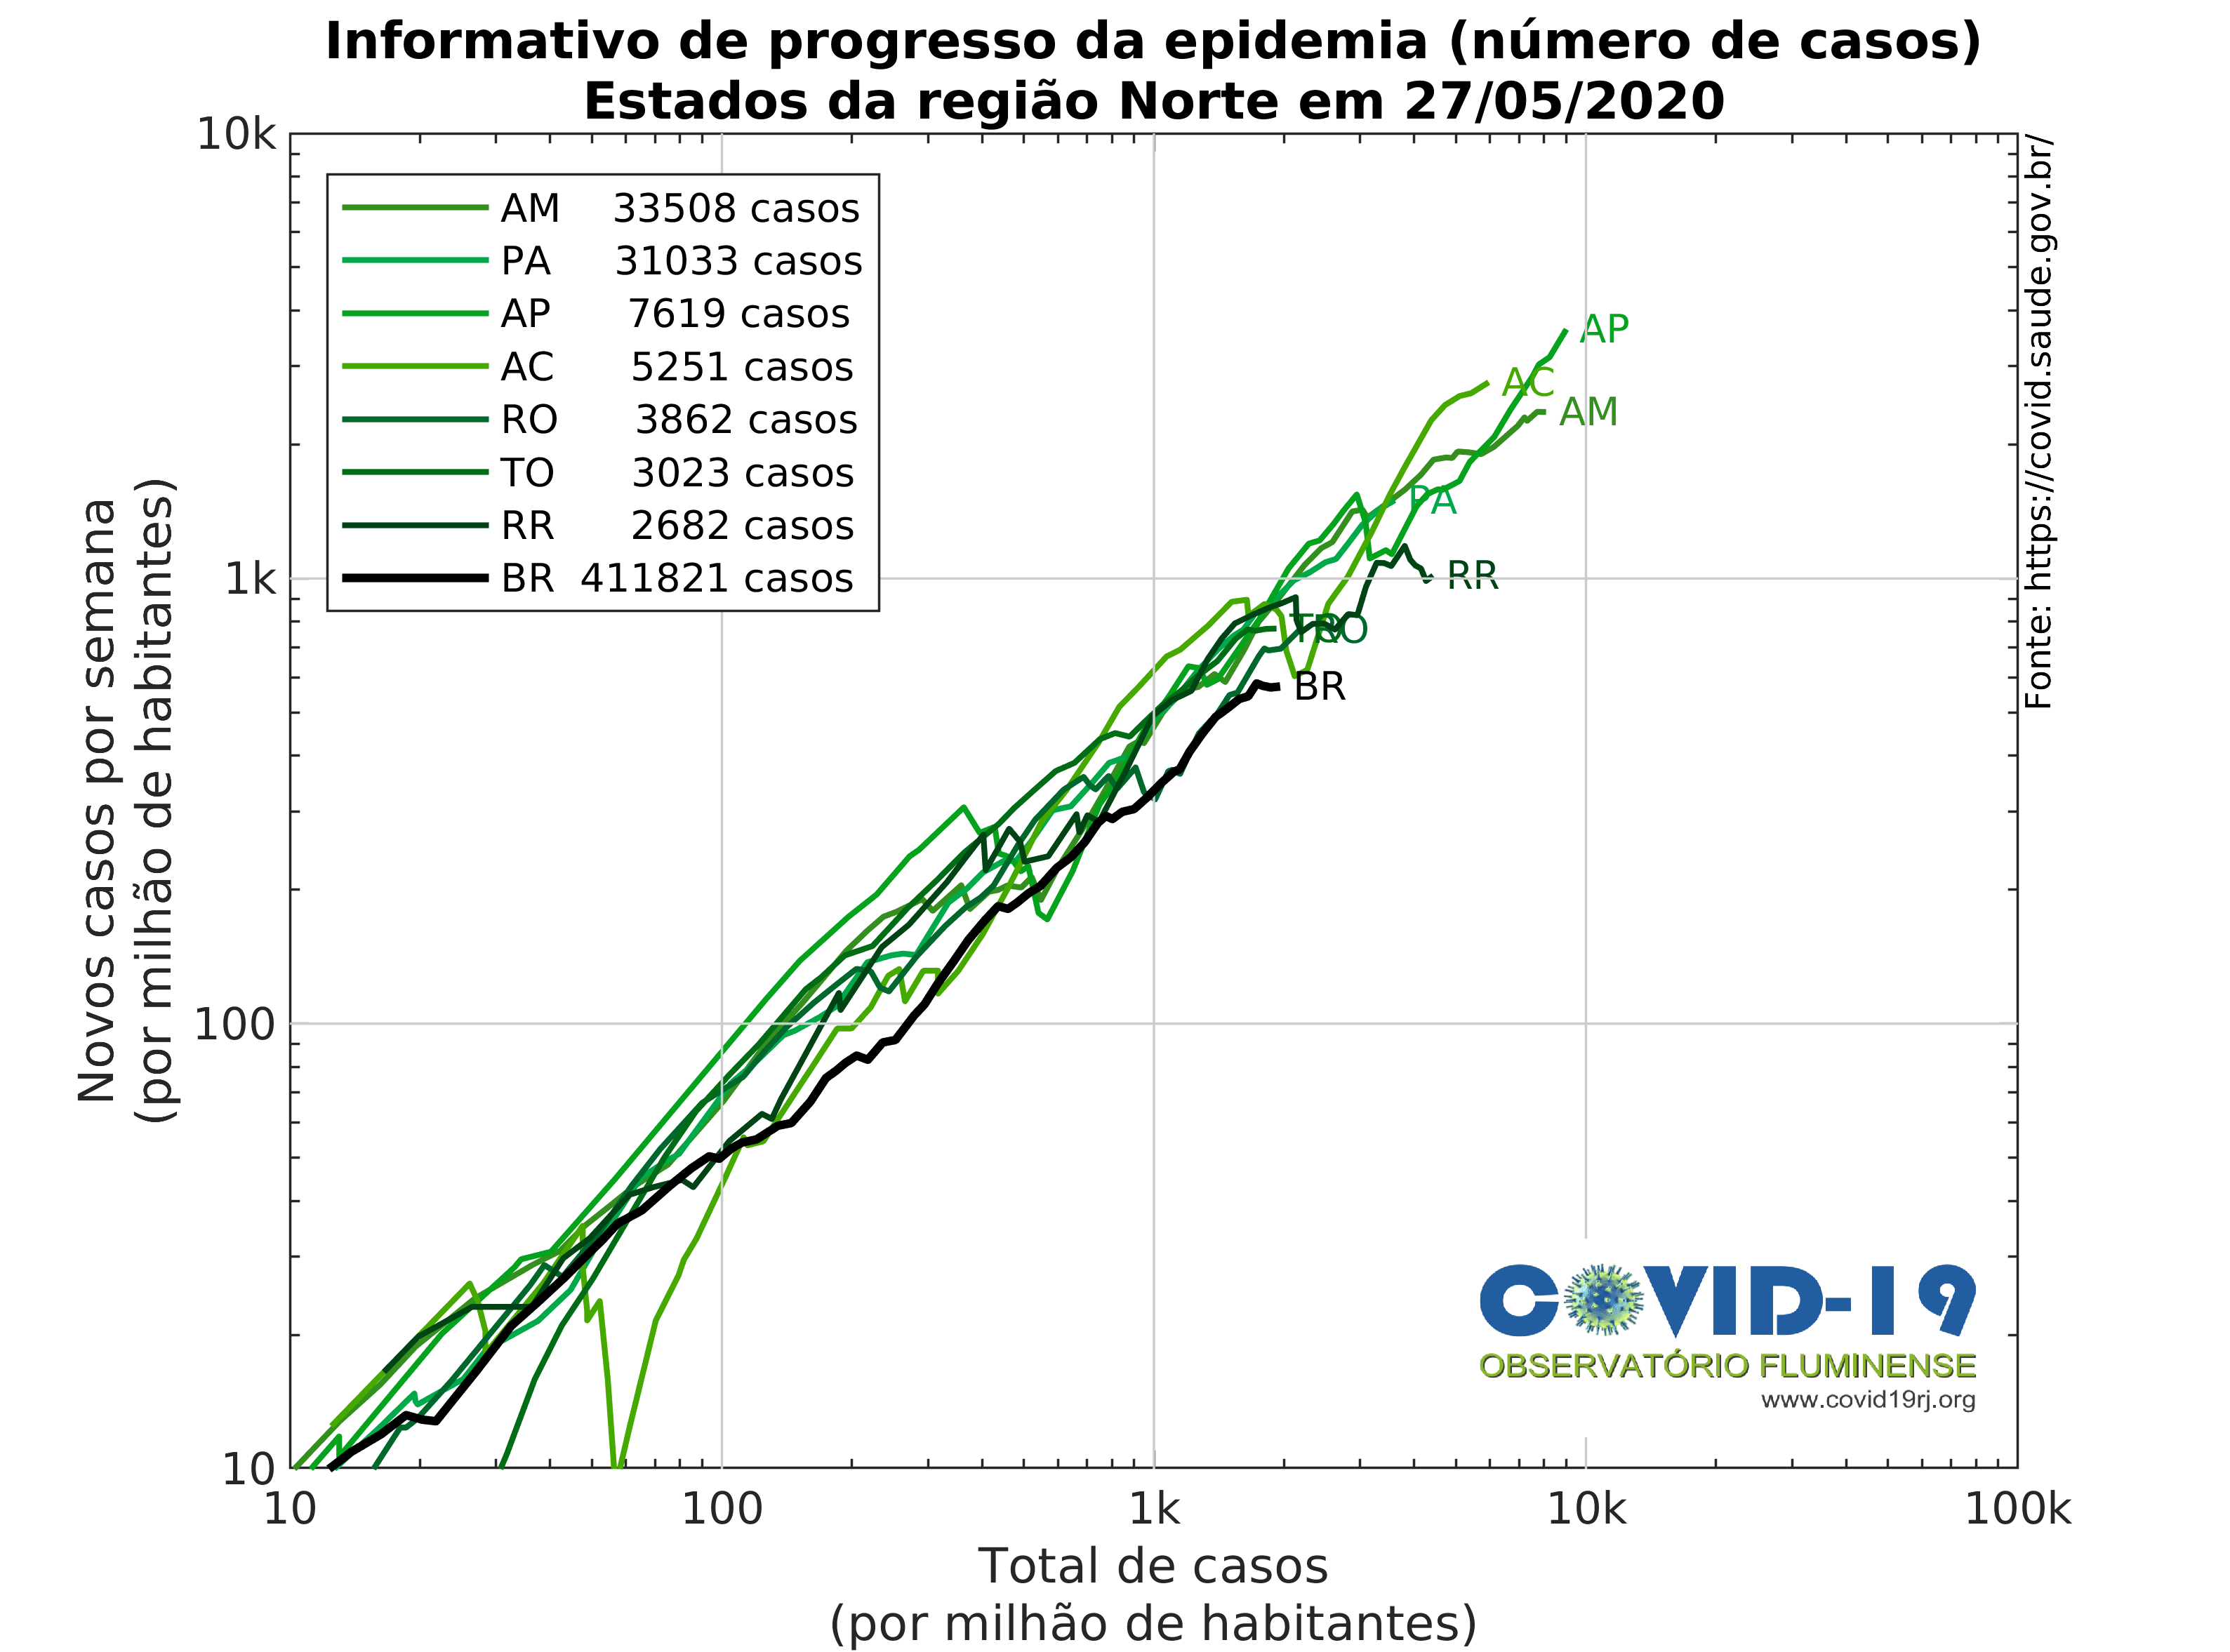 Informativo de progresso da epidemia (número de casos)
Estados da região Norte em 27/05/2020
10k
1k
100
10
Novos casos por semana
(por milhão de habitantes)
AM 33508 casos
PA 31033 casos
AP 7619 casos
AC 5251 casos
RO 3862 casos
TO 3023 casos
RR 2682 casos
BR 411821 casos
AP
AC
AM
PA
RR
TO
RO
BR
Fonte: https://covid.saude.gov.br/
COVID-19
OBSERVATÓRIO FLUMINENSE
www.covid19rj.org
10
100
1k
10k
100k
Total de casos
(por milhão de habitantes)